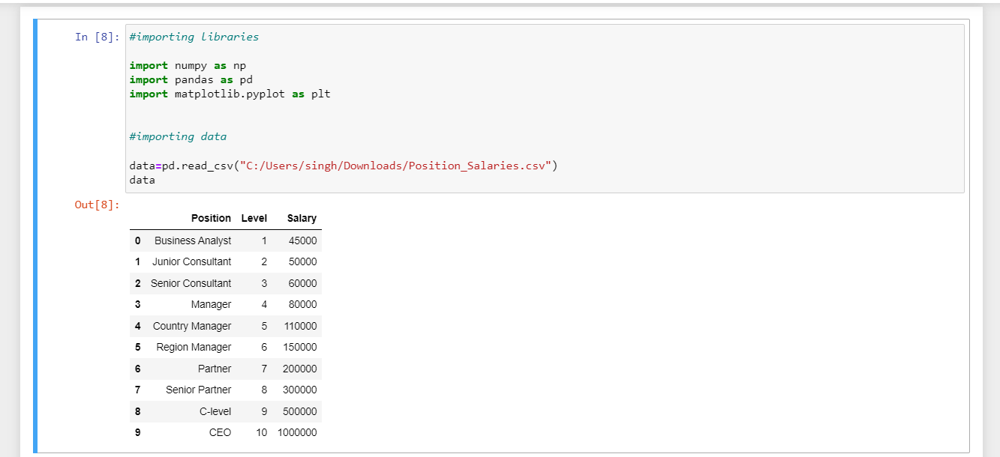 In [8]: #importing libraries
import numpy as np
import pandas as pd
import matplotlib.pyplot as plt
#importing data
data=pd.read_csv("C:/Users/singh/Downloads/Position_Salaries.csv")
data
Out[8]:
Position Level Salary
0 Business Analyst 1 45000
1 Junior Consultant 2 50000
2 Senior Consultant 3 60000
3 Manager 4 80000
4 Country Manager 5 110000
5 Region Manager 6 150000
6 Partner 7 200000
7 Senior Partner 8 300000
8 C-level 9 500000
9 CEO 10 1000000